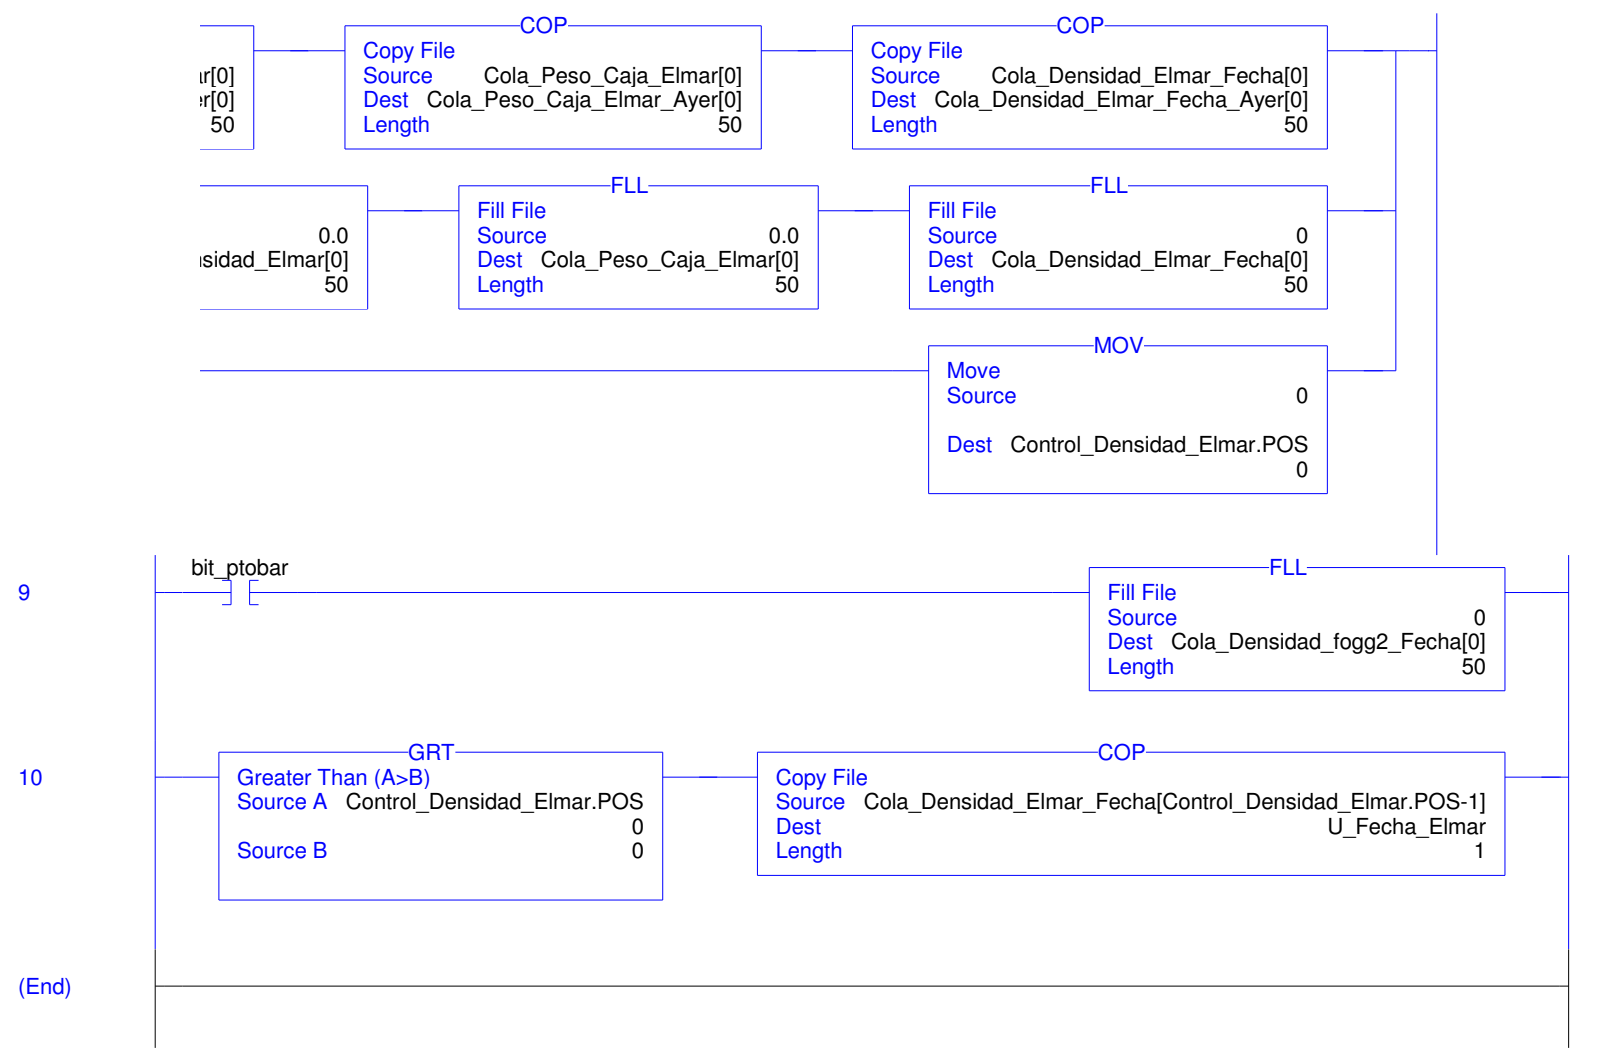 COP
COP
Copy File
Copy File
r[0]
Source Cola_Peso_Caja_Elmar[0]
Source Cola_Densidad_Elmar_Fecha[0]
r[0]
Dest Cola_Peso_Caja_Elmar_Ayer[0]
Dest Cola_Densidad_Elmar_Fecha_Ayer[0]
50
Length 50
Length 50
FLL
FLL
Fill File
Fill File
0.0
Source 0.0
Source 0
sidad_Elmar[0]
Dest Cola_Peso_Caja_Elmar[0]
Dest Cola_Densidad_Elmar_Fecha[0]
50
Length 50
Length 50
MOV
Move
Source 0
Dest Control_Densidad_Elmar.POS
0
bit_ptobar
FLL
9
Fill File
Source 0
Dest Cola_Densidad_fogg2_Fecha[0]
Length 50
GRT
COP
10
Greater Than (A>B)
Copy File
Source A Control_Densidad_Elmar.POS
Source Cola_Densidad_Elmar_Fecha[Control_Densidad_Elmar.POS-1]
0
Dest U_Fecha_Elmar
Source B 0
Length 1
(End)